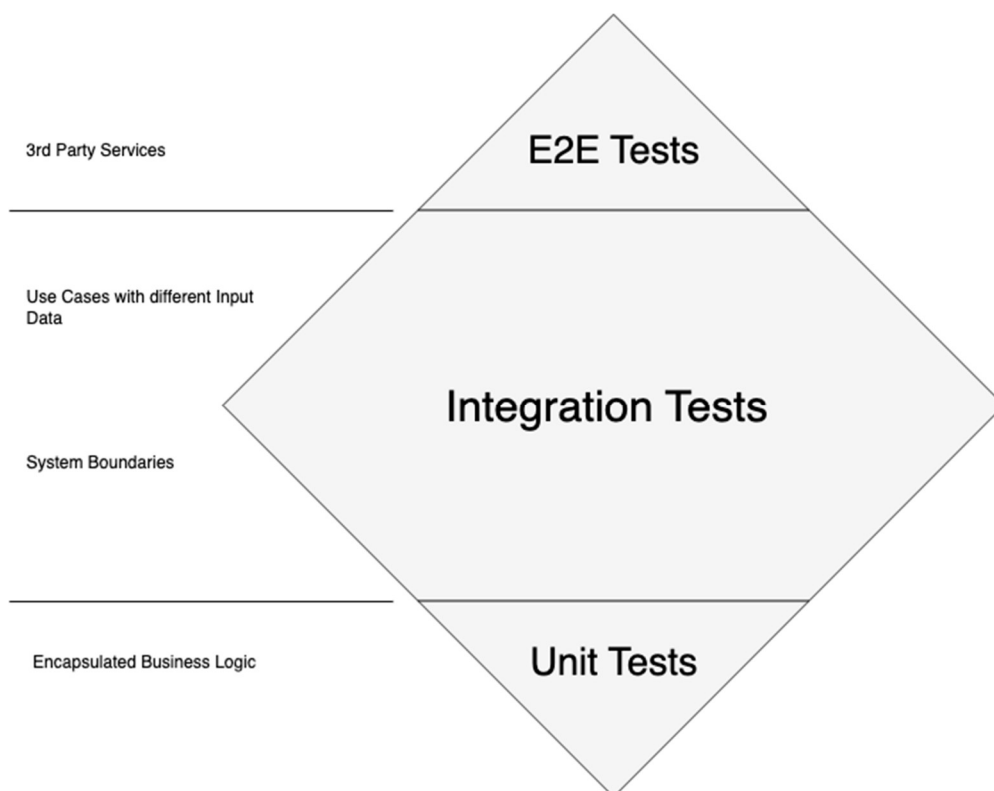 3rd Party Services
E2E Tests
Use Cases with different Input
Data
Integration Tests
System Boundaries
Encapsulated Business Logic
Unit Tests